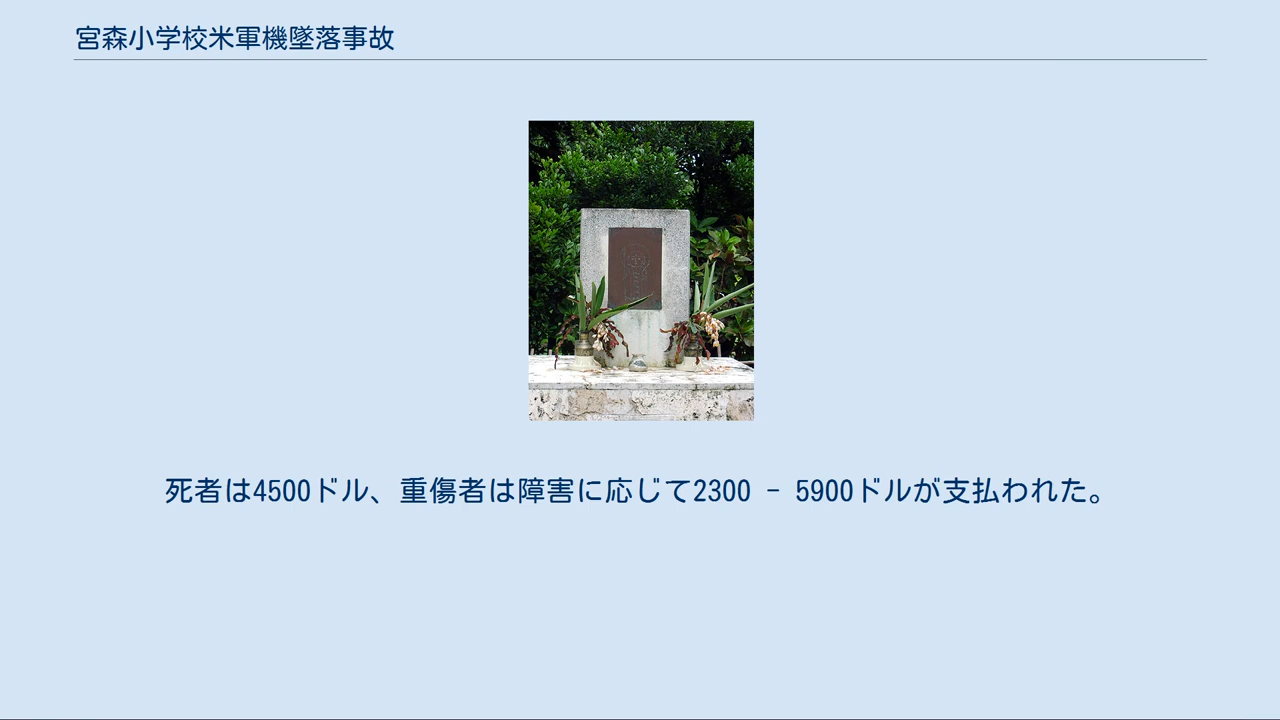 宮森小学校米軍機墜落事故
死者は4500ドル、重傷者は障害に応じて2300 - 5900ドルが支払われた。